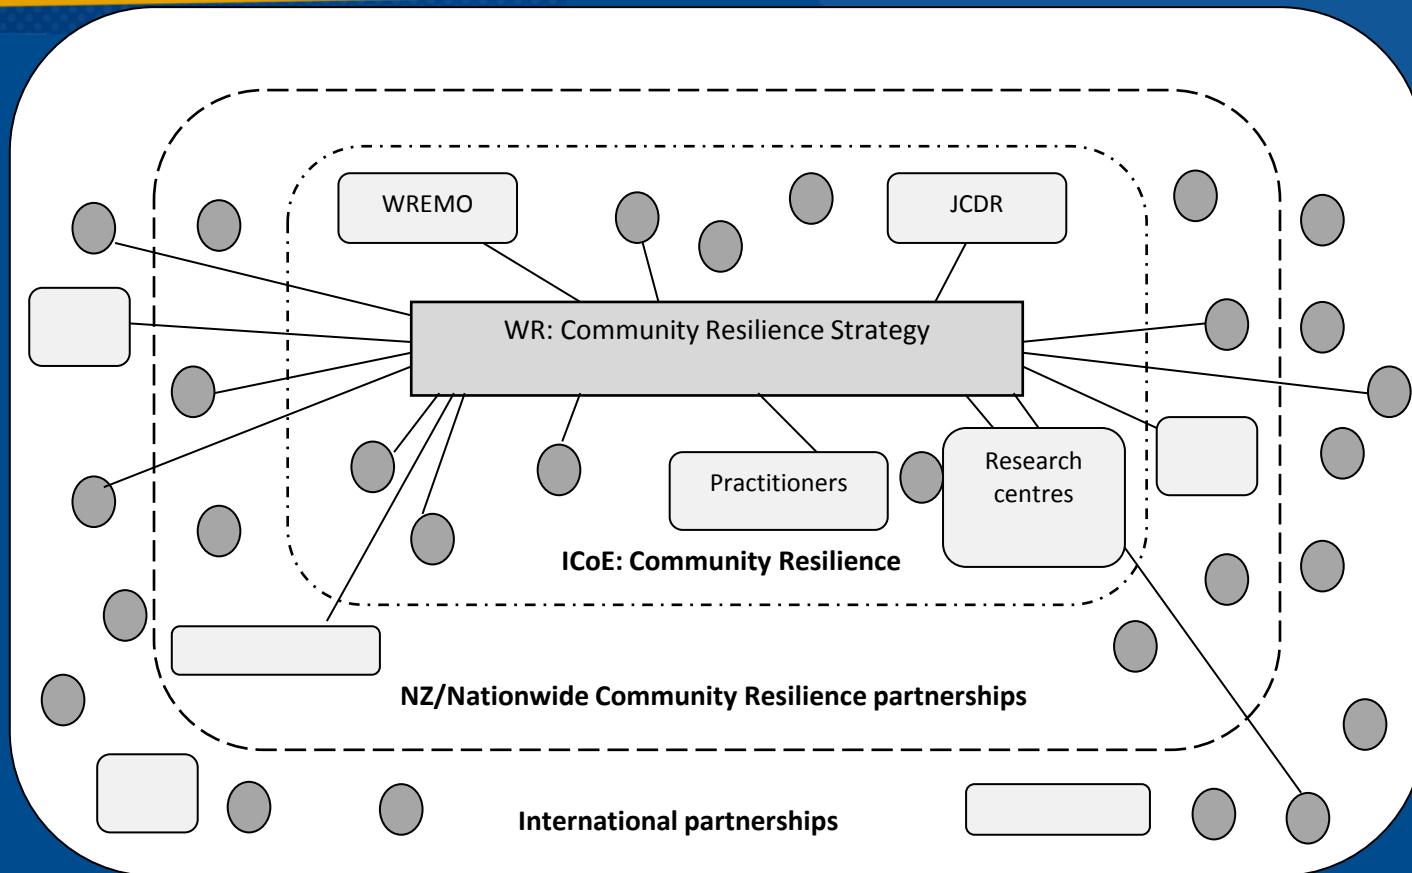 WREMO
JCDR
WR: Community Resilience Strategy
Practitioners
Research
centres
ICoE: Community Resilience
NZ/Nationwide Community Resilience partnerships
International partnerships